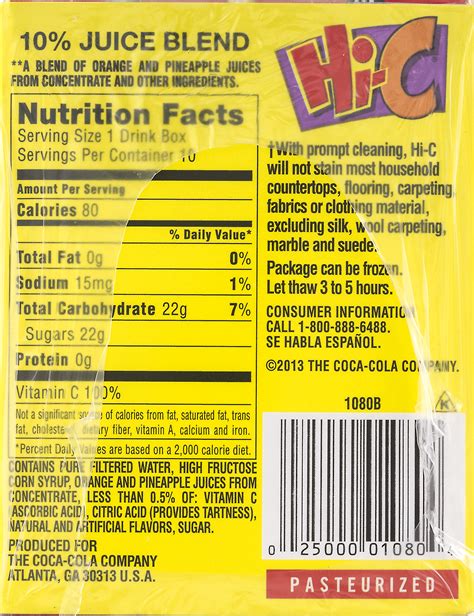 10% JUICE BLEND
**A BLEND OF ORANGE AND PINEAPPLE JUICES
FROM CONCENTRATE AND OTHER INGREDIENTS.
Nutrition Facts
Serving Size 1 Drink Box
Servings Per Container 10
Amount Per Serving
Calories 80
% Daily Value*
Total Fat 0g 0%
Sodium 15mg 1%
Total Carbohydrate 22g 7%
Sugars 22g
Protein 0g
Vitamin C 100%
Not a significant source of calories from fat, saturated fat, trans
fat, cholesterol, dietary fiber, vitamin A, calcium and iron.
*Percent Daily Values are based on a 2,000 calorie diet.
CONTAINS PURE FILTERED WATER, HIGH FRUCTOSE
CORN SYRUP, ORANGE AND PINEAPPLE JUICES FROM
CONCENTRATE, LESS THAN 0.5% OF: VITAMIN C
(ASCORBIC ACID), CITRIC ACID (PROVIDES TARTNESS),
NATURAL AND ARTIFICIAL FLAVORS, SUGAR.
PRODUCED FOR
THE COCA-COLA COMPANY
ATLANTA, GA 30313 U.S.A.
Hi-C
†With prompt cleaning, Hi-C
will not stain most household
countertops, flooring, carpeting,
fabrics or clothing material,
excluding silk, wool carpeting,
marble and suede.
Package can be frozen.
Let thaw 3 to 5 hours.
CONSUMER INFORMATION
CALL 1-800-888-6488.
SE HABLA ESPAÑOL.
©2013 THE COCA-COLA COMPANY.
1080B
K
0 25000 01080 4
PASTEURIZED